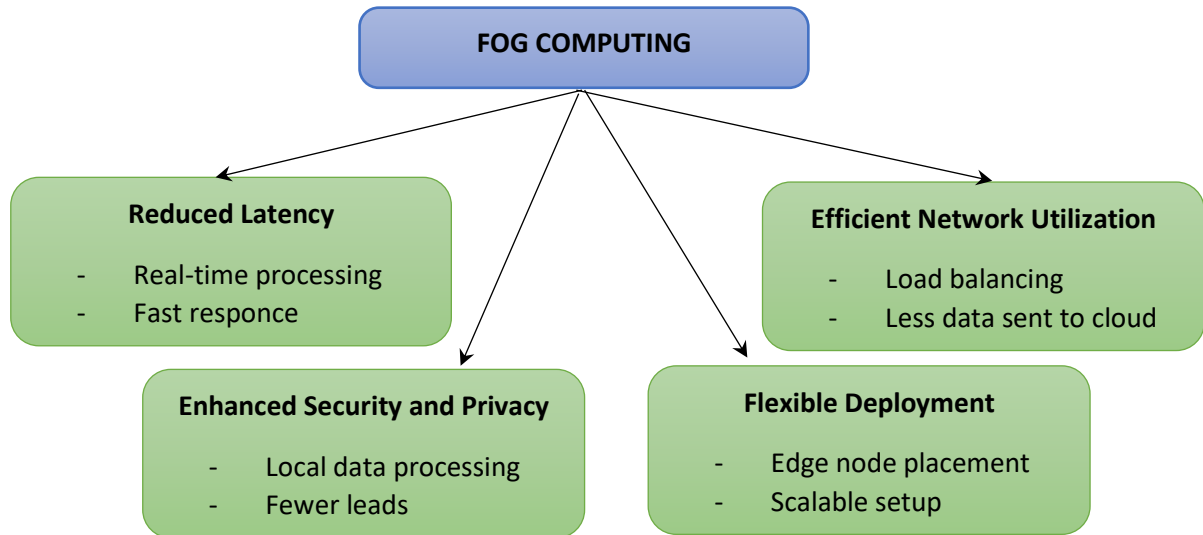 FOG COMPUTING
Reduced Latency
- Real-time processing
- Fast responce
Efficient Network Utilization
- Load balancing
- Less data sent to cloud
Enhanced Security and Privacy
- Local data processing
- Fewer leads
Flexible Deployment
- Edge node placement
- Scalable setup